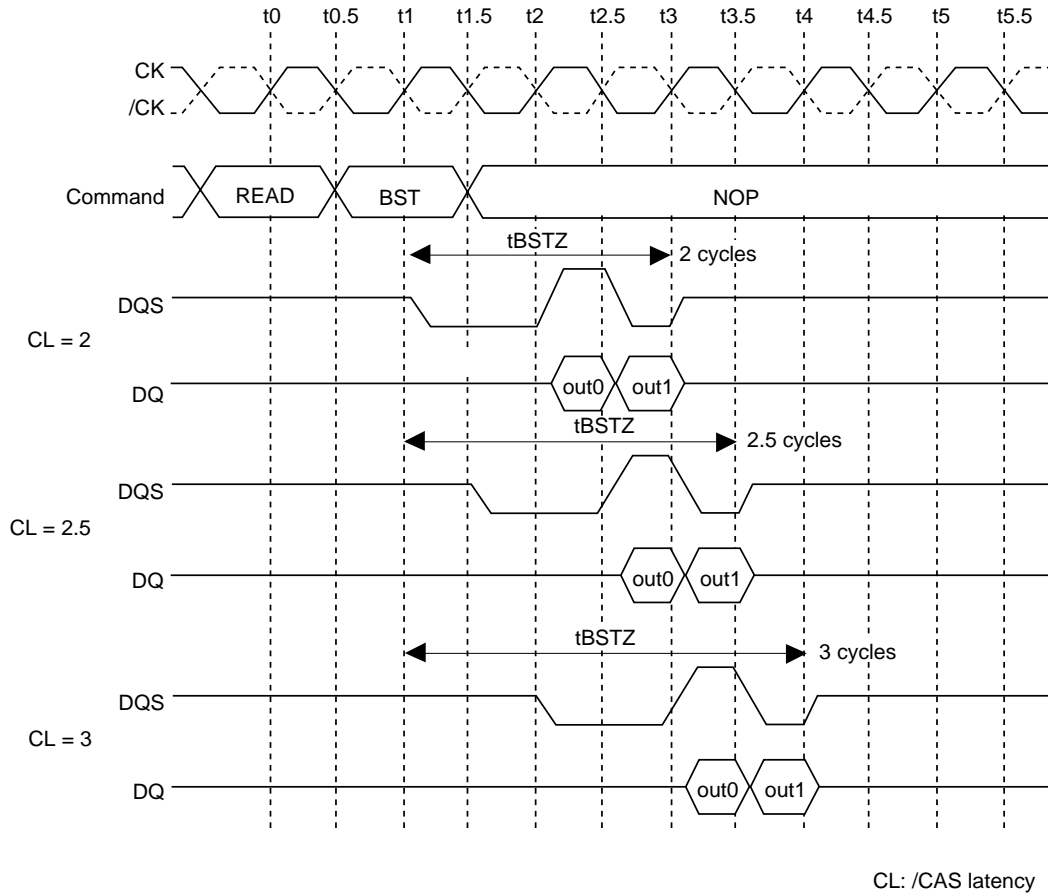 t0 t0.5 t1 t1.5 t2 t2.5 t3 t3.5 t4 t4.5 t5 t5.5
CK
/CK
Command READ BST NOP
tBSTZ 2 cycles
DQS
CL = 2
DQ out0 out1
tBSTZ 2.5 cycles
DQS
CL = 2.5
DQ out0 out1
tBSTZ 3 cycles
DQS
CL = 3
DQ out0 out1
CL: /CAS latency